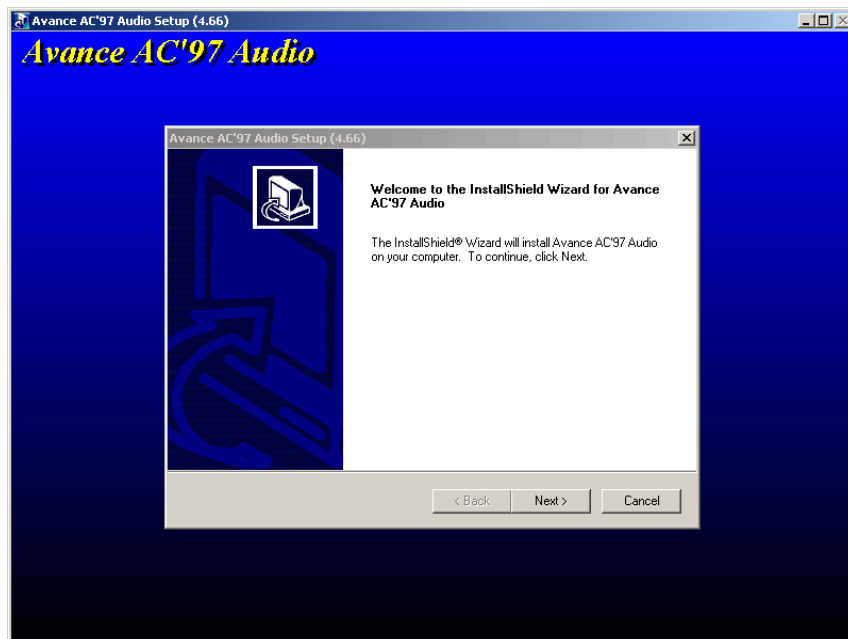 Avance AC'97 Audio Setup (4.66)
Avance AC'97 Audio
Avance AC'97 Audio Setup (4.66)
Welcome to the InstallShield Wizard for Avance
AC'97 Audio
The InstallShield® Wizard will install Avance AC'97 Audio
on your computer. To continue, click Next.
< Back Next > Cancel